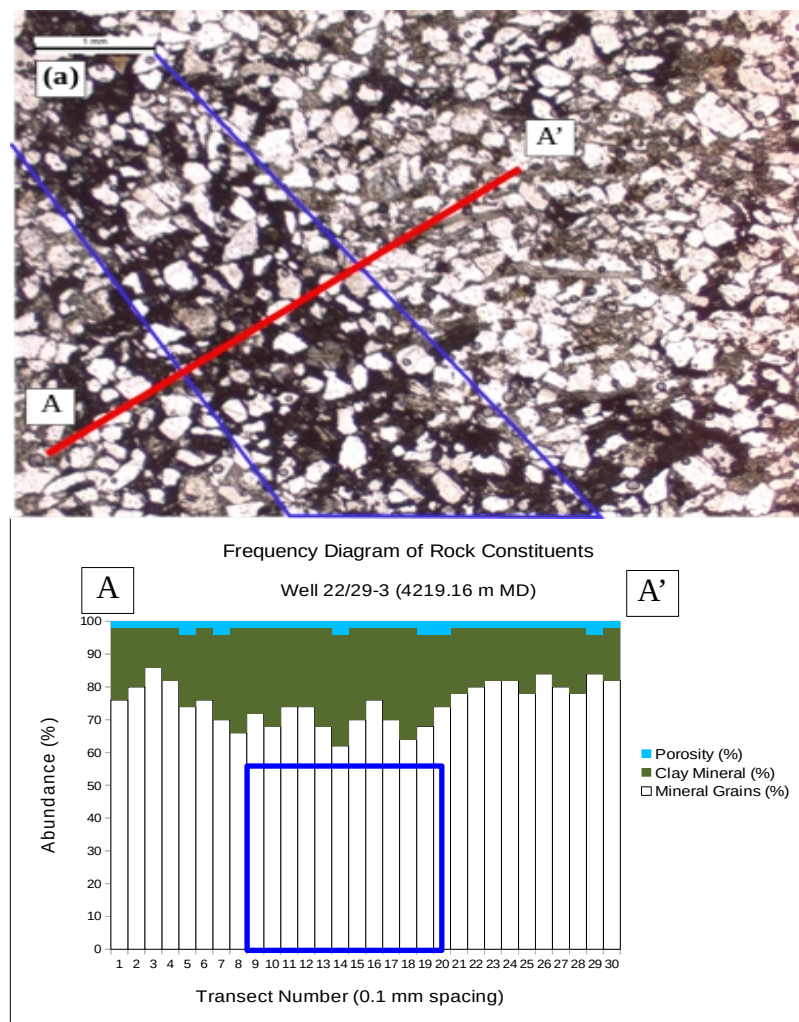 1 mm
(a)
A'
A
Frequency Diagram of Rock Constituents
A
Well 22/29-3 (4219.16 m MD)
A'
100
90
80
70
60
50
40
30
20
10
0
Abundance (%)
Porosity (%)
Clay Mineral (%)
Mineral Grains (%)
1 2 3 4 5 6 7 8 9 10 11 12 13 14 15 16 17 18 19 20 21 22 23 24 25 26 27 28 29 30
Transect Number (0.1 mm spacing)